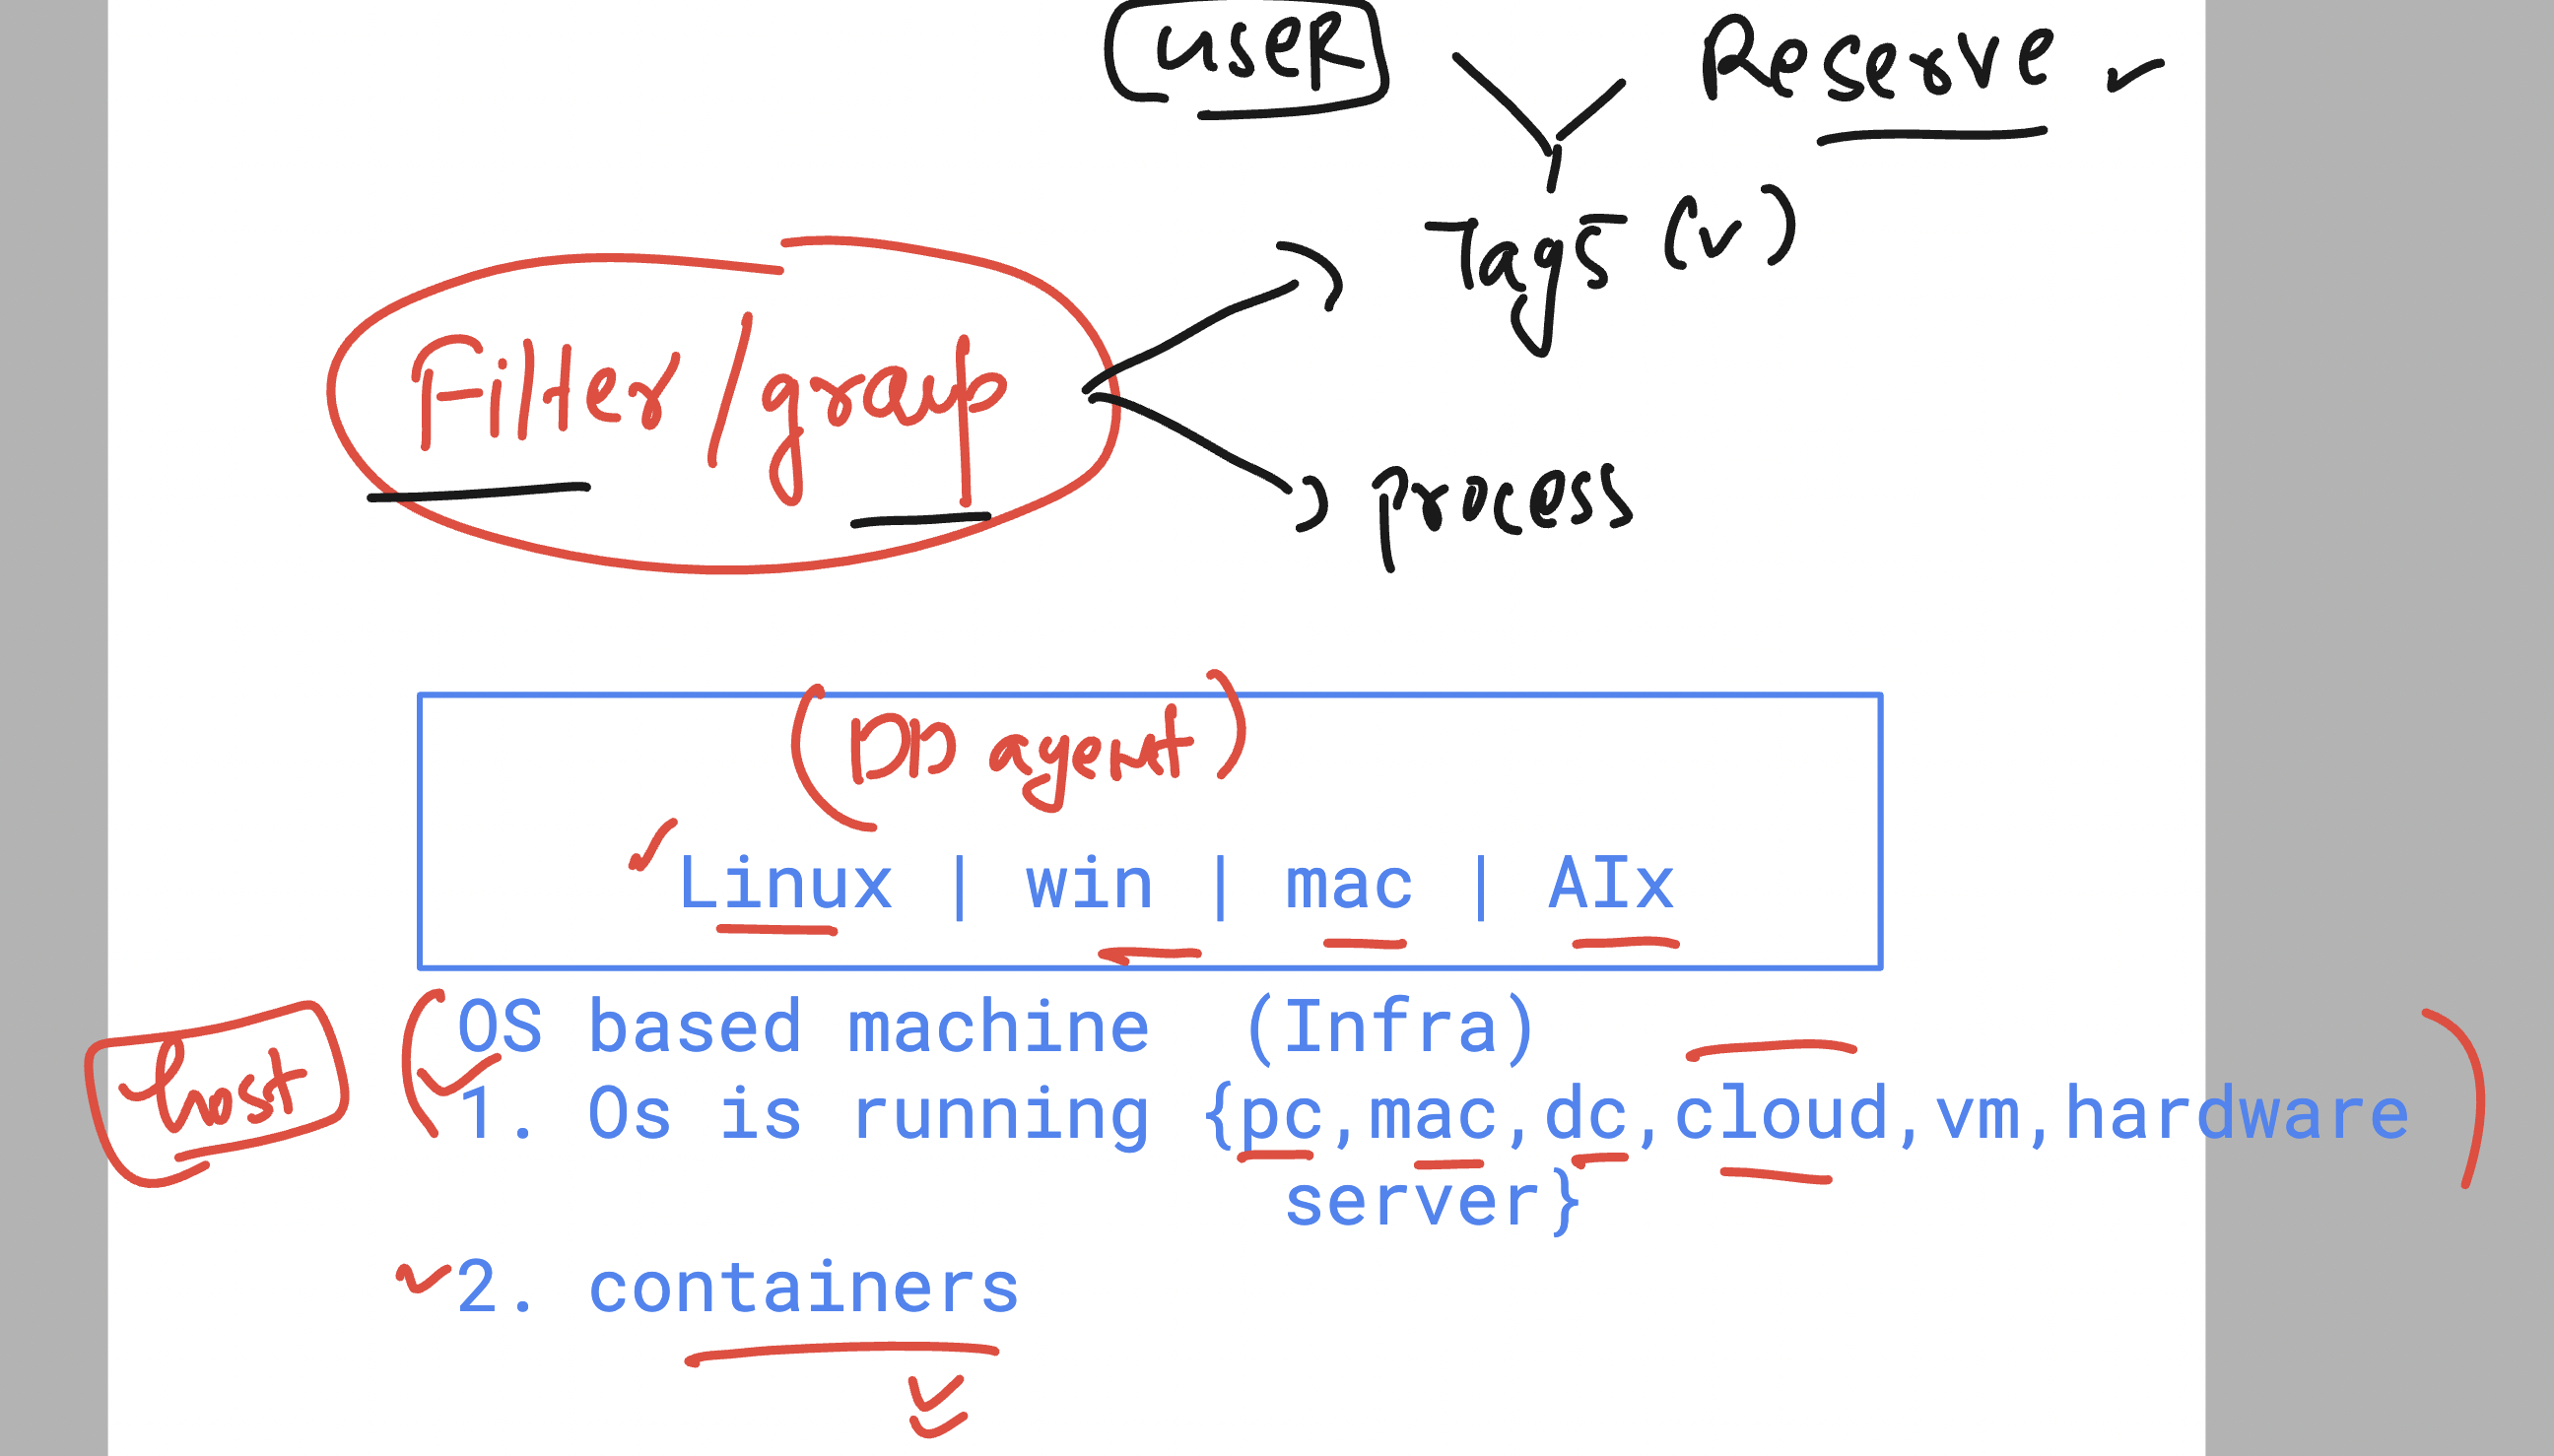 user Reserve
Tags (v)
Filter/group
process
(DD agent)
Linux | win | mac | AIx
OS based machine (Infra)
host
1. Os is running {pc,mac,dc,cloud,vm,hardware
server}
2. containers